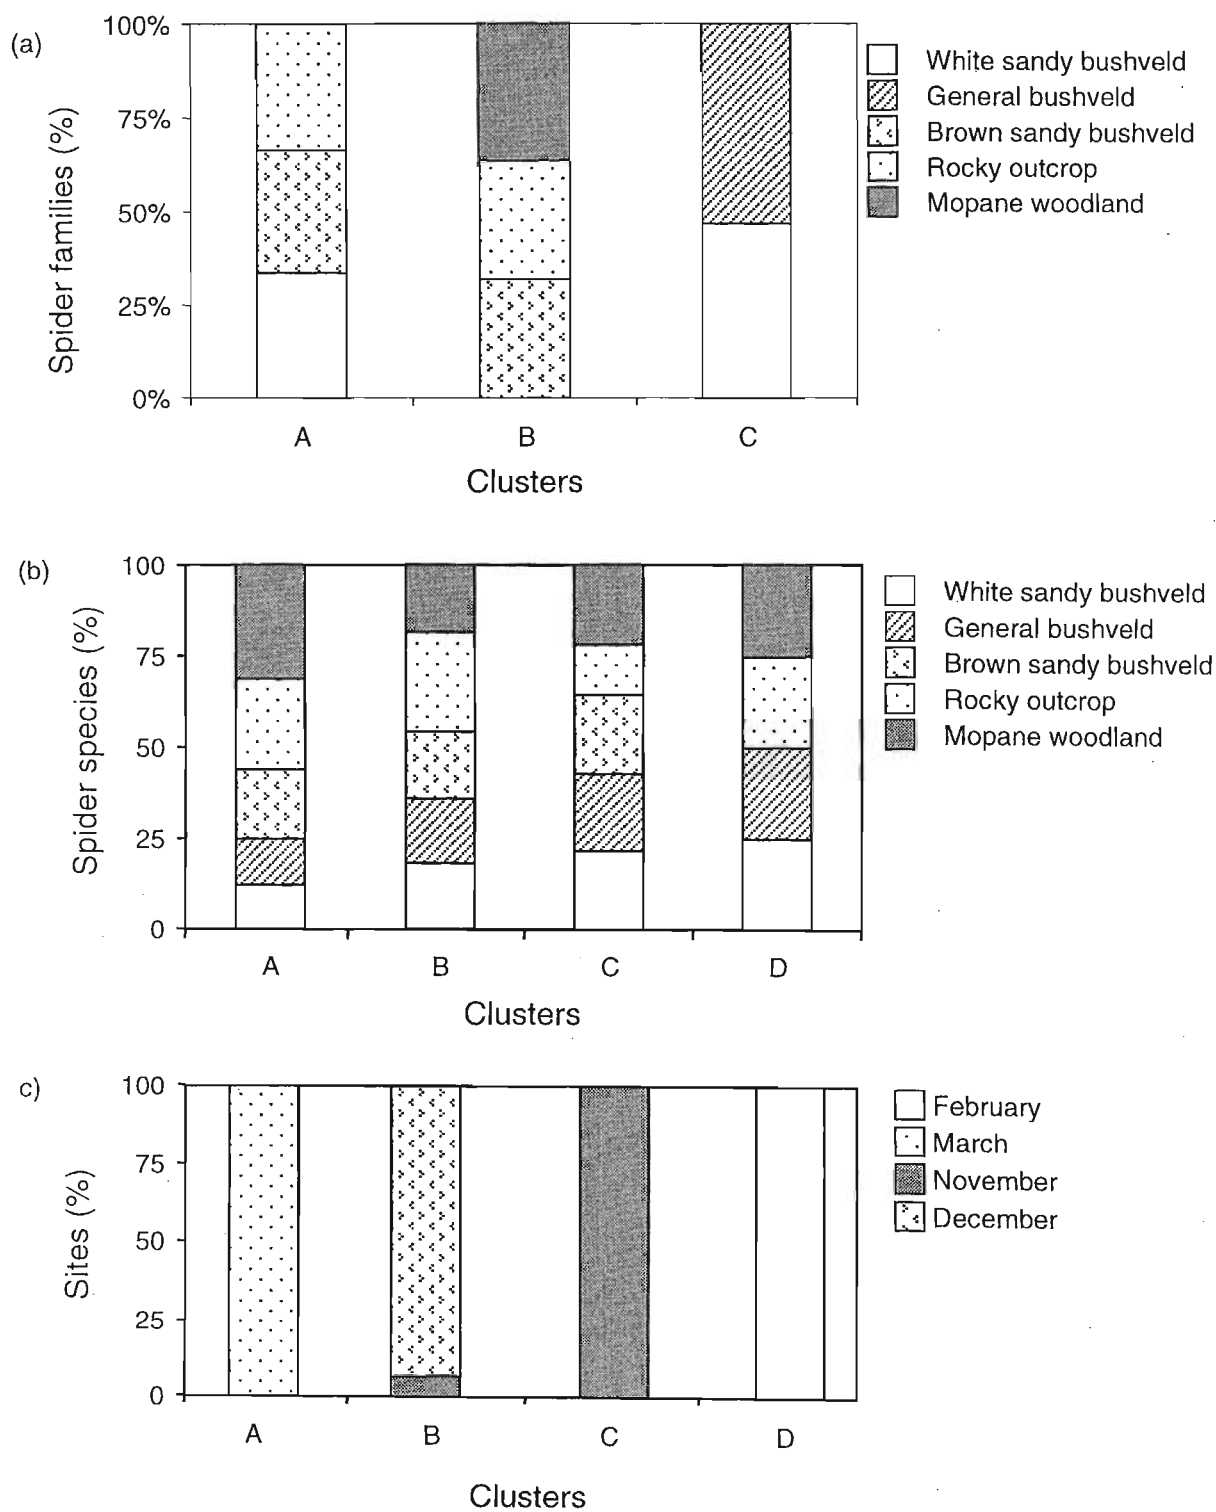 (a)
100%
75%
50%
25%
0%
Spider families (%)
A B C
Clusters
White sandy bushveld
General bushveld
Brown sandy bushveld
Rocky outcrop
Mopane woodland
(b)
100
75
50
25
0
Spider species (%)
A B C D
Clusters
White sandy bushveld
General bushveld
Brown sandy bushveld
Rocky outcrop
Mopane woodland
c)
100
75
50
25
0
Sites (%)
A B C D
Clusters
February
March
November
December